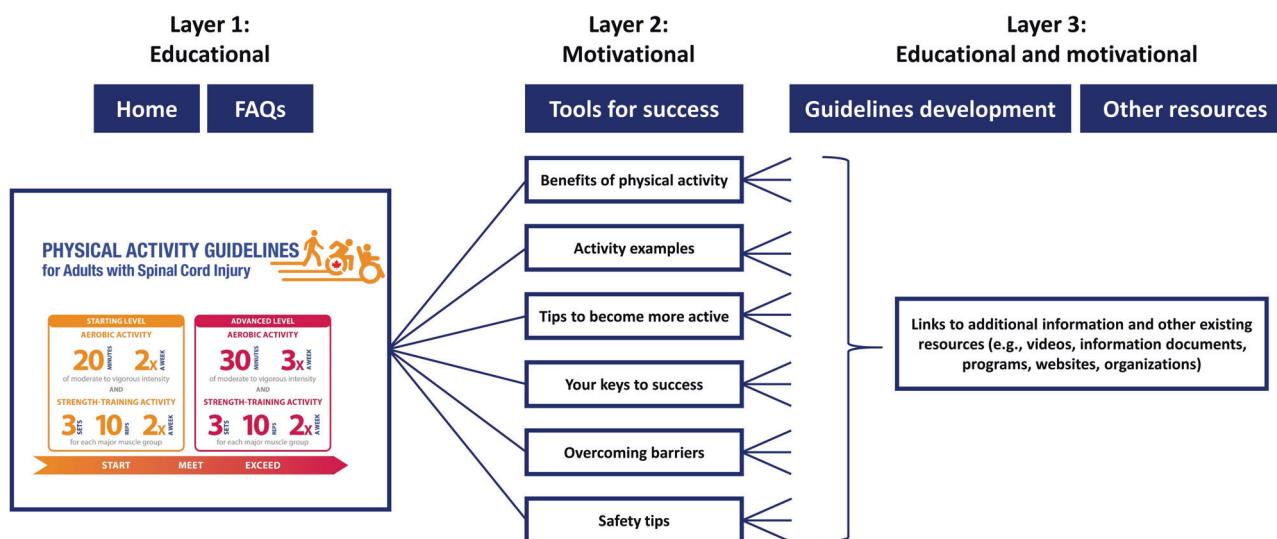 Layer 1:
Educational
Home
FAQs
PHYSICAL ACTIVITY GUIDELINES
for Adults with Spinal Cord Injury
STARTING LEVEL
AEROBIC ACTIVITY
20 MINUTES 2x A WEEK
of moderate to vigorous intensity
AND
STRENGTH-TRAINING ACTIVITY
3 SETS 10 REPS 2x A WEEK
for each major muscle group
ADVANCED LEVEL
AEROBIC ACTIVITY
30 MINUTES 3x A WEEK
of moderate to vigorous intensity
AND
STRENGTH-TRAINING ACTIVITY
3 SETS 10 REPS 2x A WEEK
for each major muscle group
START MEET EXCEED
Layer 2:
Motivational
Tools for success
Benefits of physical activity
Activity examples
Tips to become more active
Your keys to success
Overcoming barriers
Safety tips
Layer 3:
Educational and motivational
Guidelines development
Other resources
Links to additional information and other existing
resources (e.g., videos, information documents,
programs, websites, organizations)